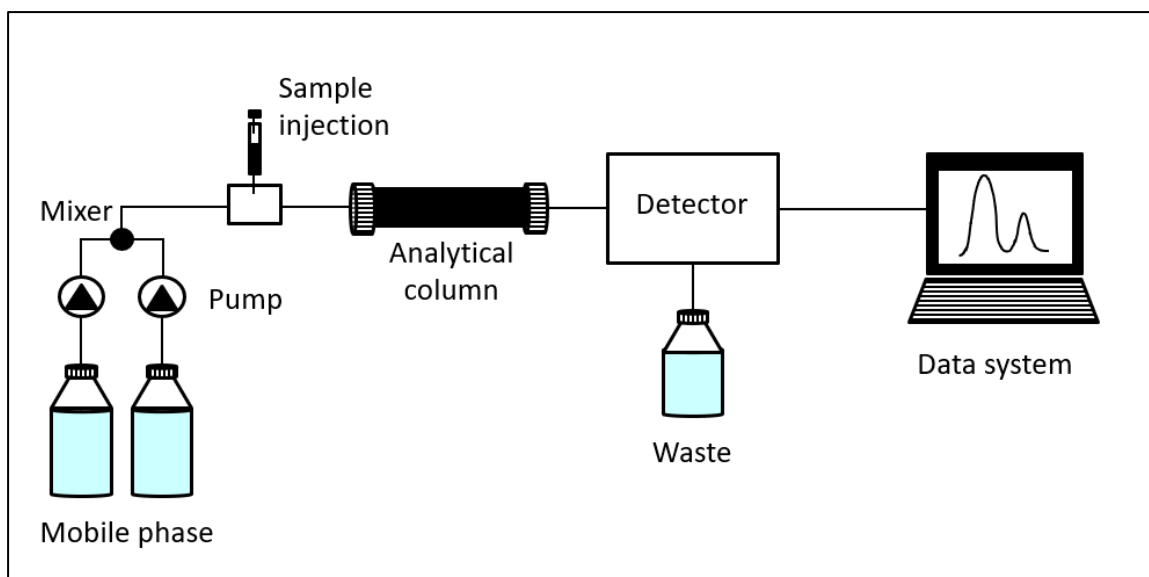 Sample
injection
Mixer
Detector
Analytical
column
Pump
Data system
Waste
Mobile phase